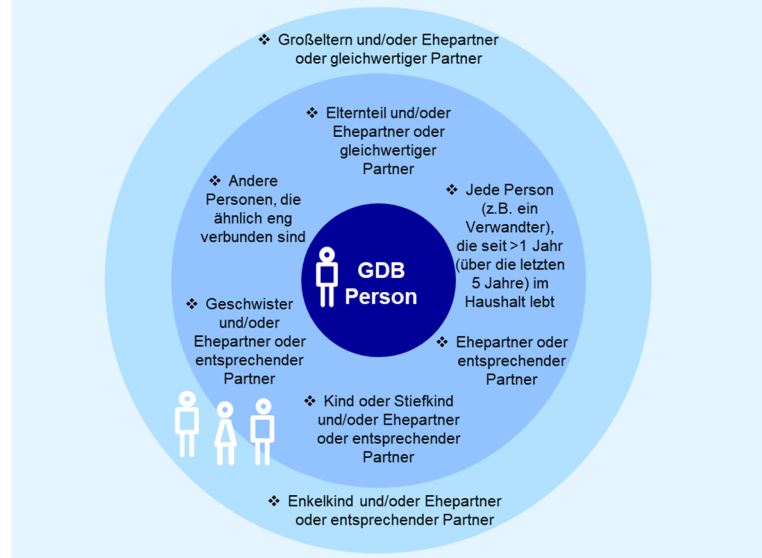 ❖ Großeltern und/oder Ehepartner
oder gleichwertiger Partner
❖ Elternteil und/oder
Ehepartner oder
gleichwertiger
Partner
❖ Andere
Personen, die
ähnlich eng
verbunden sind
❖ Jede Person
(z.B. ein
Verwandter),
die seit >1 Jahr
(über die letzten
5 Jahre) im
Haushalt lebt
GDB
Person
❖ Geschwister
und/oder
Ehepartner oder
entsprechender
Partner
❖ Ehepartner oder
entsprechender
Partner
❖ Kind oder Stiefkind
und/oder Ehepartner
oder entsprechender
Partner
❖ Enkelkind und/oder Ehepartner
oder entsprechender Partner